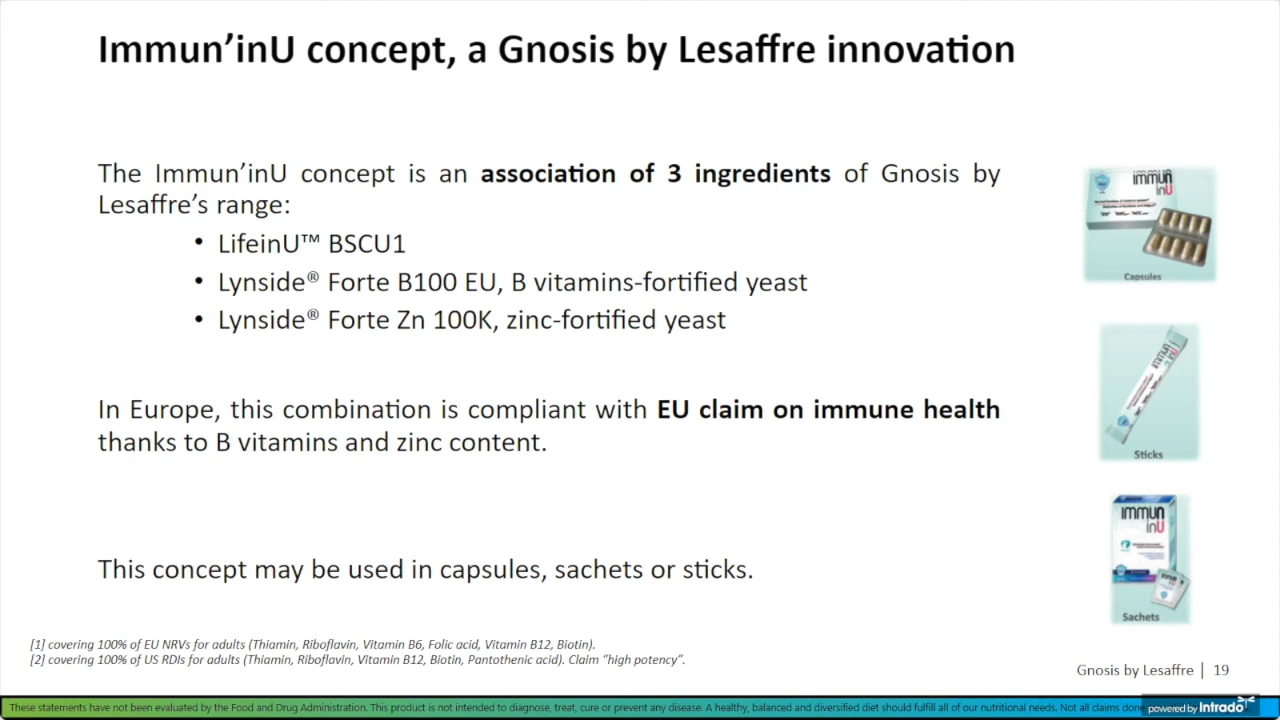 Immun’inU concept, a Gnosis by Lesaffre innovation
The Immun’inU concept is an association of 3 ingredients of Gnosis by
Lesaffre’s range:
• LifeinU™ BSCU1
• Lynside® Forte B100 EU, B vitamins-fortified yeast
• Lynside® Forte Zn 100K, zinc-fortified yeast
In Europe, this combination is compliant with EU claim on immune health
thanks to B vitamins and zinc content.
This concept may be used in capsules, sachets or sticks.
immun
inU
Capsules
immun
inU
Sticks
immun
inU
Sachets
[1] covering 100% of EU NRVs for adults (Thiamin, Riboflavin, Vitamin B6, Folic acid, Vitamin B12, Biotin).
[2] covering 100% of US RDIs for adults (Thiamin, Riboflavin, Vitamin B12, Biotin, Pantothenic acid). Claim “high potency”.
Gnosis by Lesaffre | 19
These statements have not been evaluated by the Food and Drug Administration. This product is not intended to diagnose, treat, cure or prevent any disease. A healthy, balanced and diversified diet should fulfill all of our nutritional needs. Not all claims done
powered by Intrado